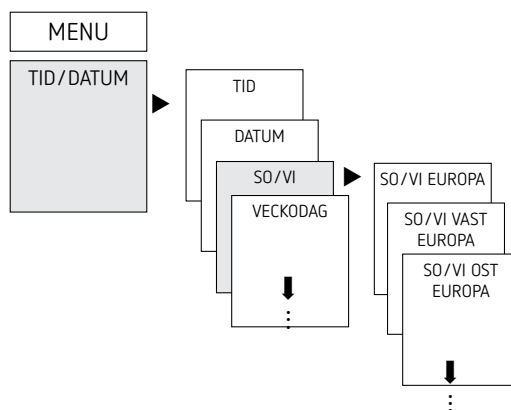 MENU
TID/DATUM
TID
DATUM
SO/VI
VECKODAG
SO/VI EUROPA
SO/VI VAST
EUROPA
SO/VI OST
EUROPA